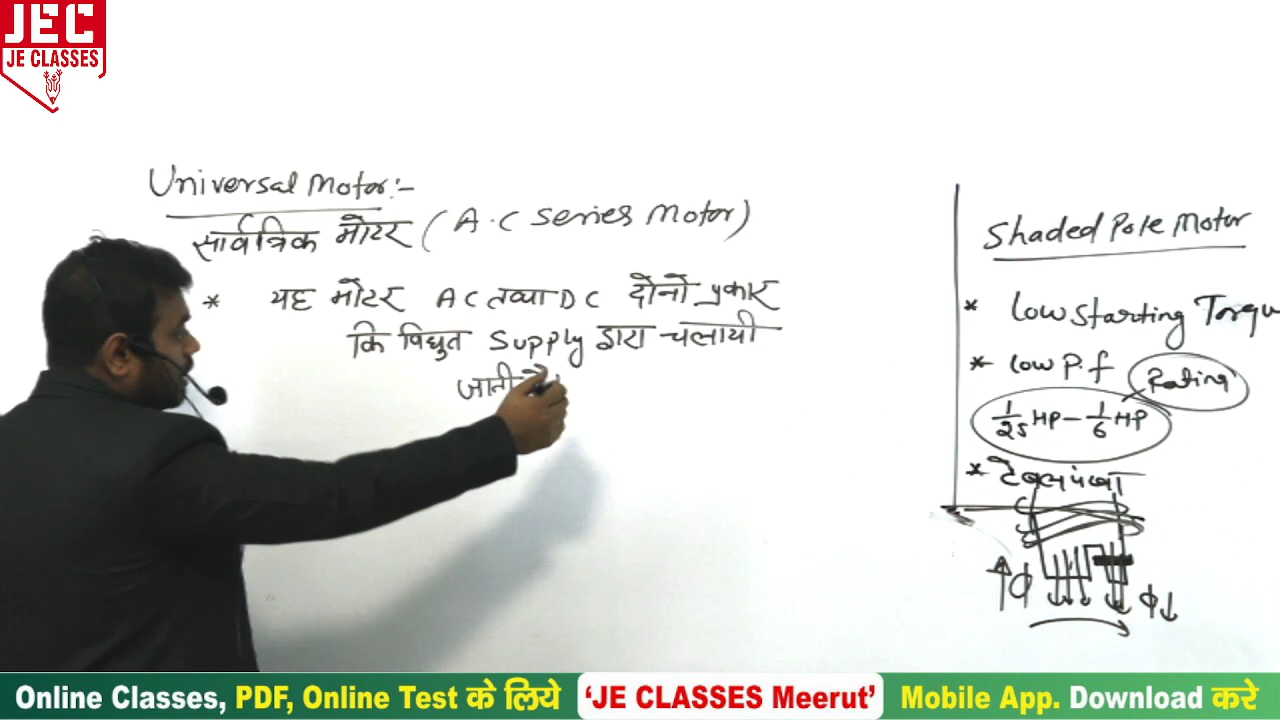 JEC
JE CLASSES
Universal Motor:-
सार्वत्रिक मोटर ( A.C Series Motor)
* यह मोटर AC तथा DC दोनो प्रकार
कि विधुत Supply द्वारा चलायी
जाती है
Shaded Pole Motor
* Low Starting Torqu
* Low P.f
Rating
1/25 HP – 1/6 HP
* टेबल पंखा
↑ϕ
ϕ↓
Online Classes, PDF, Online Test के लिये 'JE CLASSES Meerut' Mobile App. Download करे